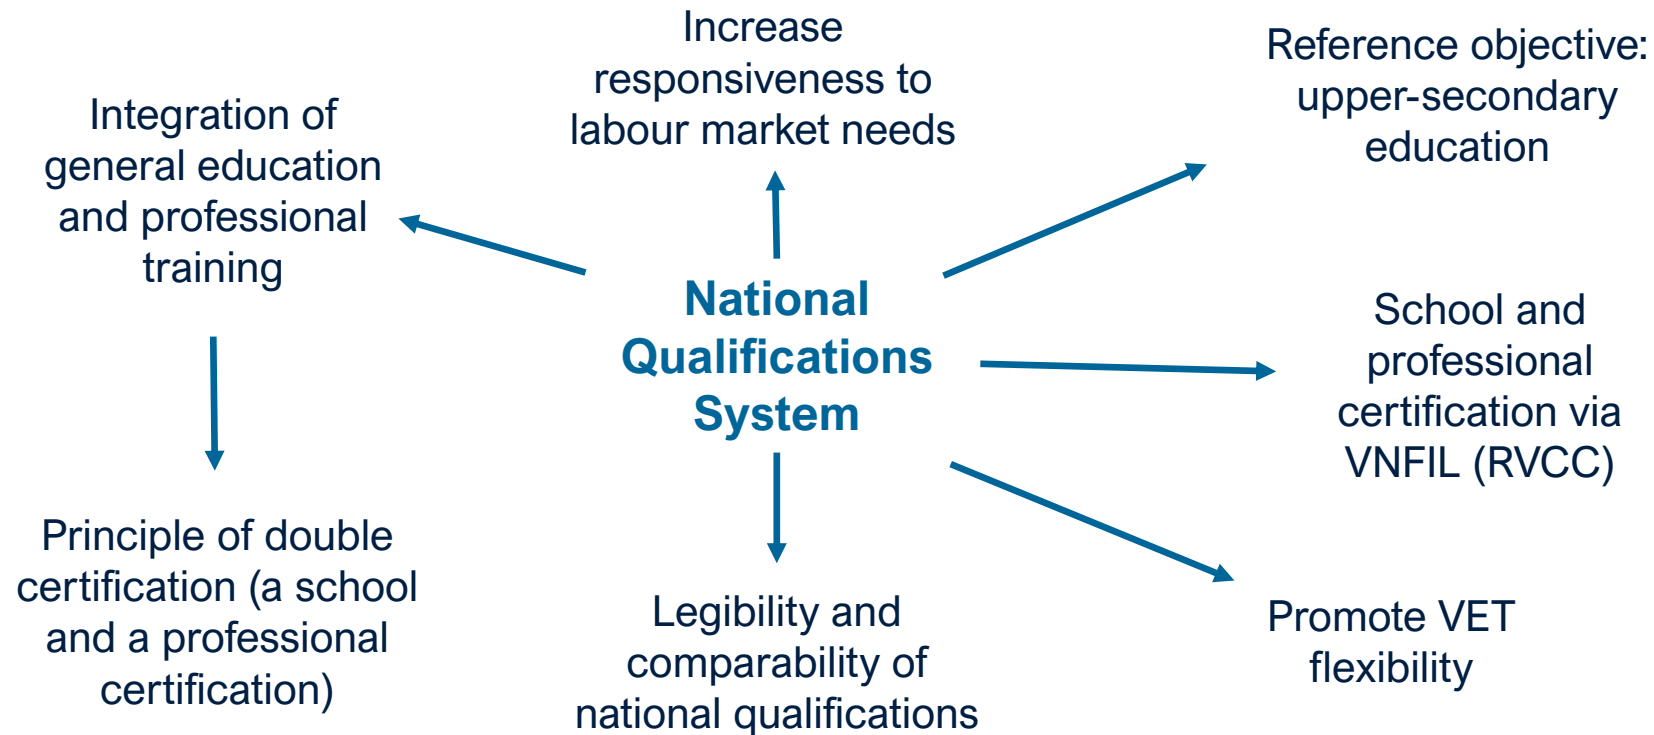 Increase
responsiveness to
labour market needs
Reference objective:
upper-secondary
education
Integration of
general education
and professional
training
National
Qualifications
System
School and
professional
certification via
VNFIL (RVCC)
Principle of double
certification (a school
and a professional
certification)
Legibility and
comparability of
national qualifications
Promote VET
flexibility